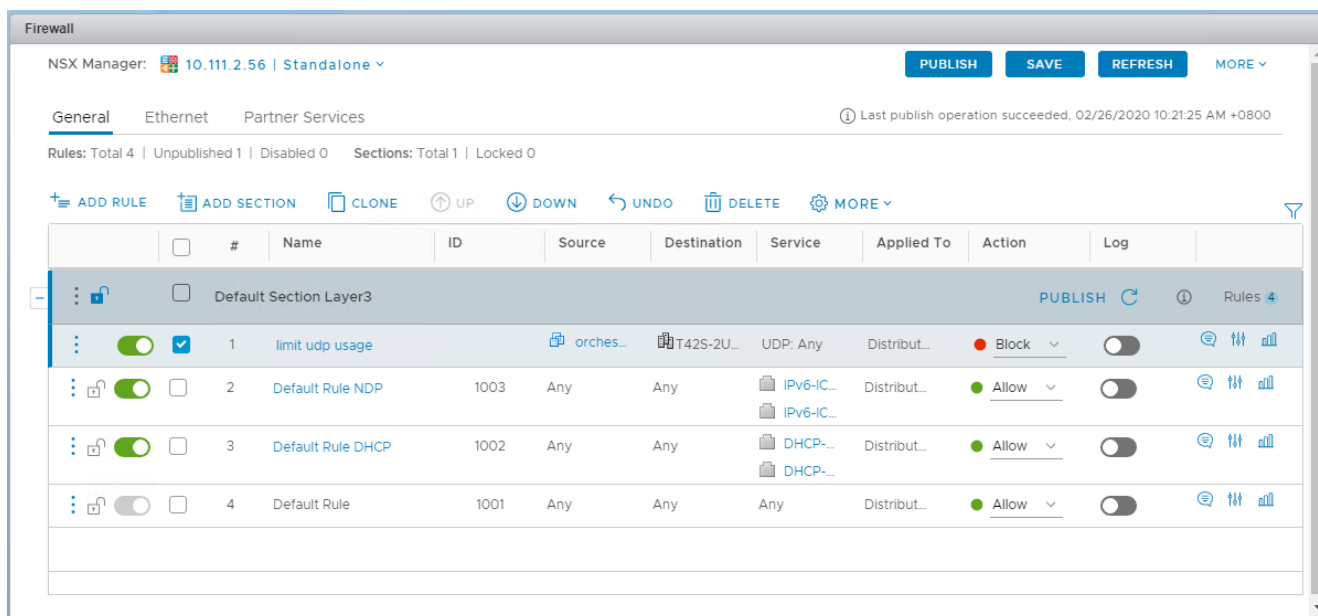 Firewall
NSX Manager: 10.111.2.56 | Standalone PUBLISH SAVE REFRESH MORE
General Ethernet Partner Services Last publish operation succeeded, 02/26/2020 10:21:25 AM +0800
Rules: Total 4 | Unpublished 1 | Disabled 0 Sections: Total 1 | Locked 0
ADD RULE ADD SECTION CLONE UP DOWN UNDO DELETE MORE
# Name ID Source Destination Service Applied To Action Log
Default Section Layer3 PUBLISH Rules 4
1 limit udp usage orches... T42S-2U... UDP: Any Distribut... Block
2 Default Rule NDP 1003 Any Any IPv6-IC... Distribut... Allow
IPv6-IC...
3 Default Rule DHCP 1002 Any Any DHCP-... Distribut... Allow
DHCP-...
4 Default Rule 1001 Any Any Any Distribut... Allow